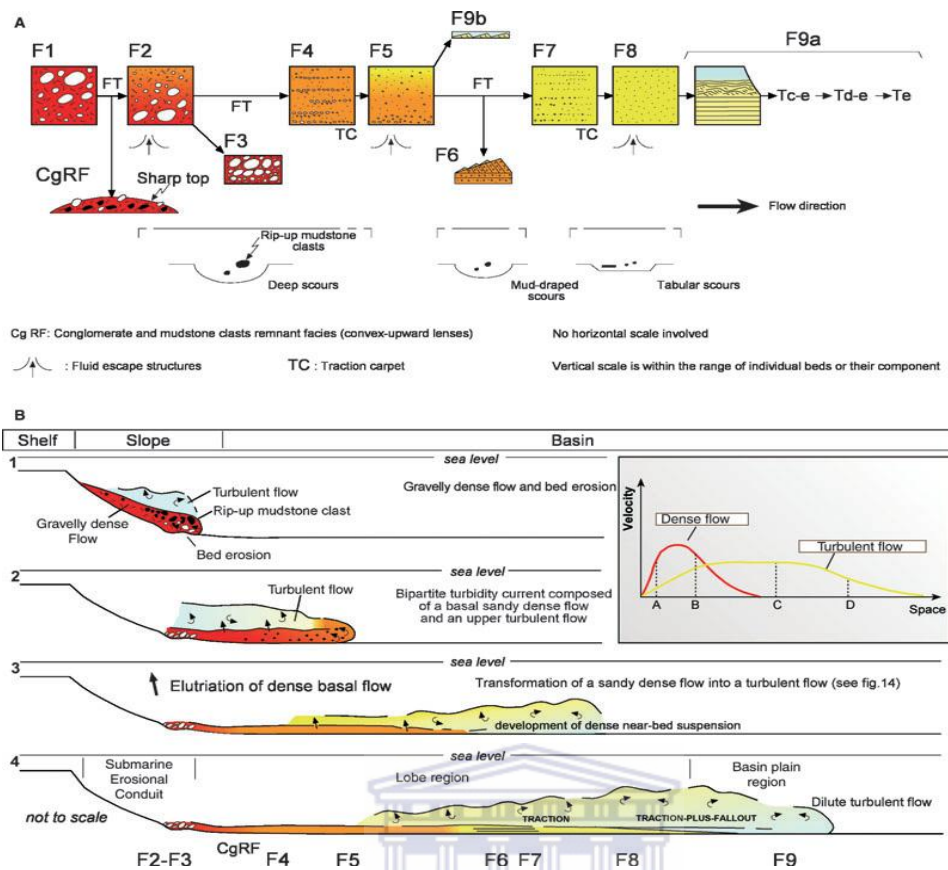 A
F1
F2
F4
F5
F9b
F7
F8
F9a
FT
FT
FT
Tc-e
Td-e
Te
TC
TC
F3
F6
CgRF
Sharp top
Flow direction
Rip-up mudstone
clasts
Deep scours
Mud-draped
scours
Tabular scours
Cg RF: Conglomerate and mudstone clasts remnant facies (convex-upward lenses)
No horizontal scale involved
: Fluid escape structures
TC : Traction carpet
Vertical scale is within the range of individual beds or their component
B
Shelf
Slope
Basin
1
sea level
Turbulent flow
Rip-up mudstone clast
Gravelly dense
Flow
Bed erosion
Gravelly dense flow and bed erosion
Velocity
Dense flow
Turbulent flow
A
B
C
D
Space
2
sea level
Turbulent flow
Bipartite turbidity current composed
of a basal sandy dense flow
and an upper turbulent flow
3
sea level
Elutriation of dense basal flow
Transformation of a sandy dense flow into a turbulent flow (see fig.14)
development of dense near-bed suspension
4
sea level
Submarine
Erosional
Conduit
Lobe region
Basin plain
region
not to scale
TRACTION
TRACTION-PLUS-FALLOUT
Dilute turbulent flow
F2-F3
CgRF
F4
F5
F6
F7
F8
F9